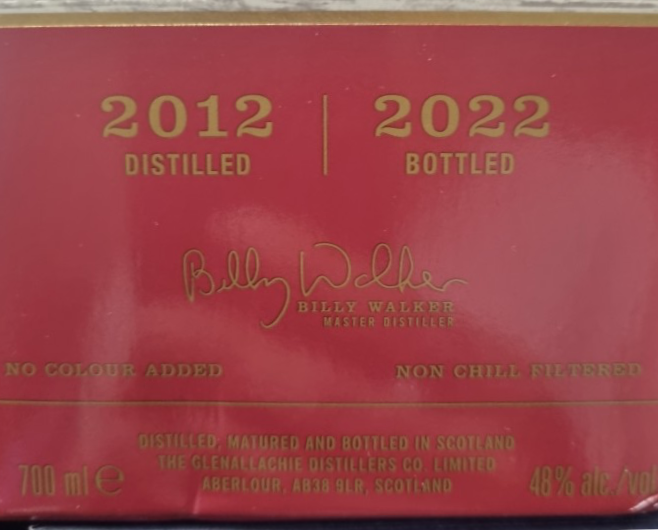 2012 | 2022
DISTILLED BOTTLED
Billy Walker
BILLY WALKER
MASTER DISTILLER
NO COLOUR ADDED NON CHILL FILTERED
DISTILLED, MATURED AND BOTTLED IN SCOTLAND
THE GLENALLACHIE DISTILLERS CO. LIMITED
700 ml ℮ ABERLOUR, AB38 9LR, SCOTLAND 48% alc./vol